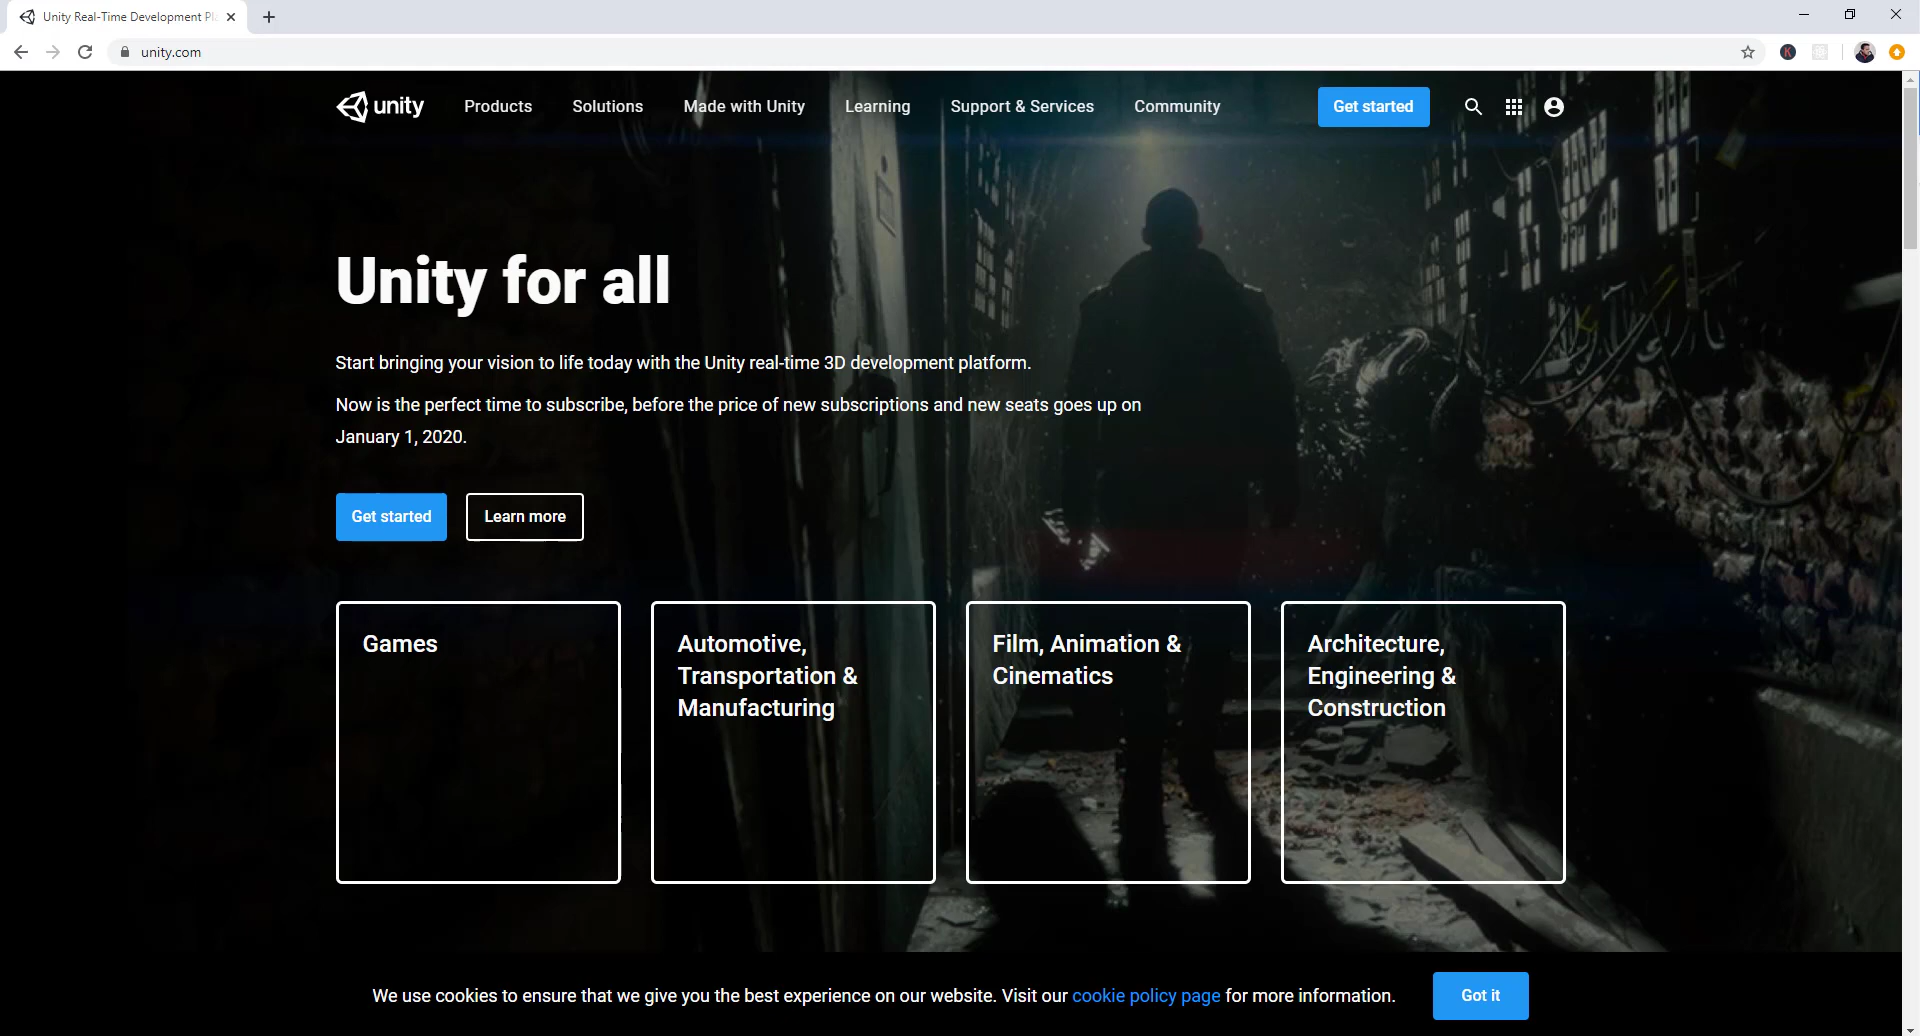 Unity Real-Time Development Pl
unity.com
unity
Products
Solutions
Made with Unity
Learning
Support & Services
Community
Get started
Unity for all
Start bringing your vision to life today with the Unity real-time 3D development platform.
Now is the perfect time to subscribe, before the price of new subscriptions and new seats goes up on
January 1, 2020.
Get started
Learn more
Games
Automotive,
Transportation &
Manufacturing
Film, Animation &
Cinematics
Architecture,
Engineering &
Construction
We use cookies to ensure that we give you the best experience on our website. Visit our cookie policy page for more information.
Got it